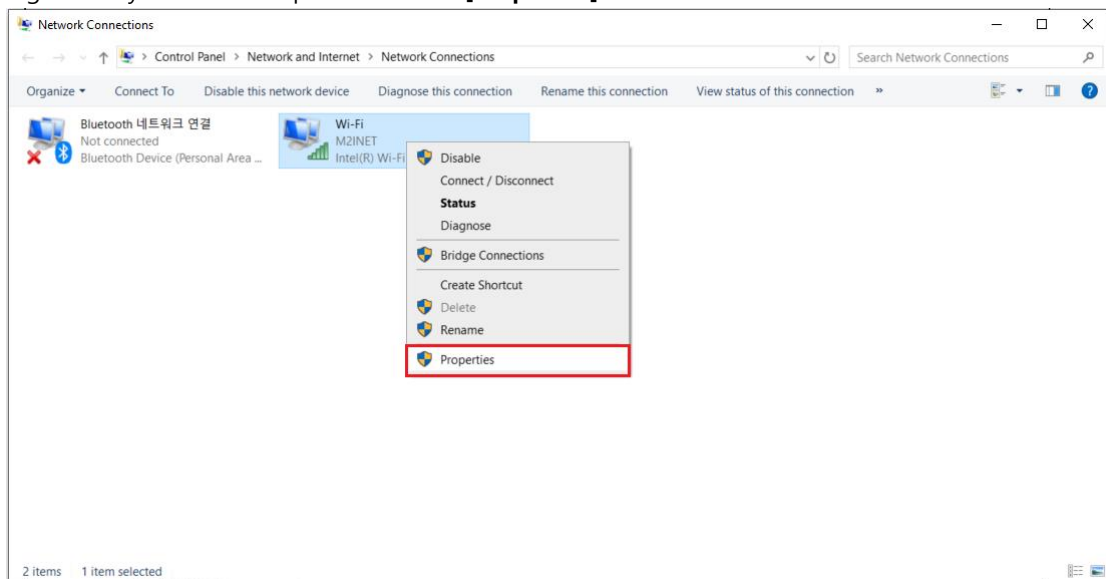 Network Connections
Control Panel > Network and Internet > Network Connections
Search Network Connections
Organize Connect To Disable this network device Diagnose this connection Rename this connection View status of this connection »
Bluetooth 네트워크 연결
Not connected
Bluetooth Device (Personal Area ...
Wi-Fi
M2INET
Intel(R) Wi-Fi
Disable
Connect / Disconnect
Status
Diagnose
Bridge Connections
Create Shortcut
Delete
Rename
Properties
2 items 1 item selected